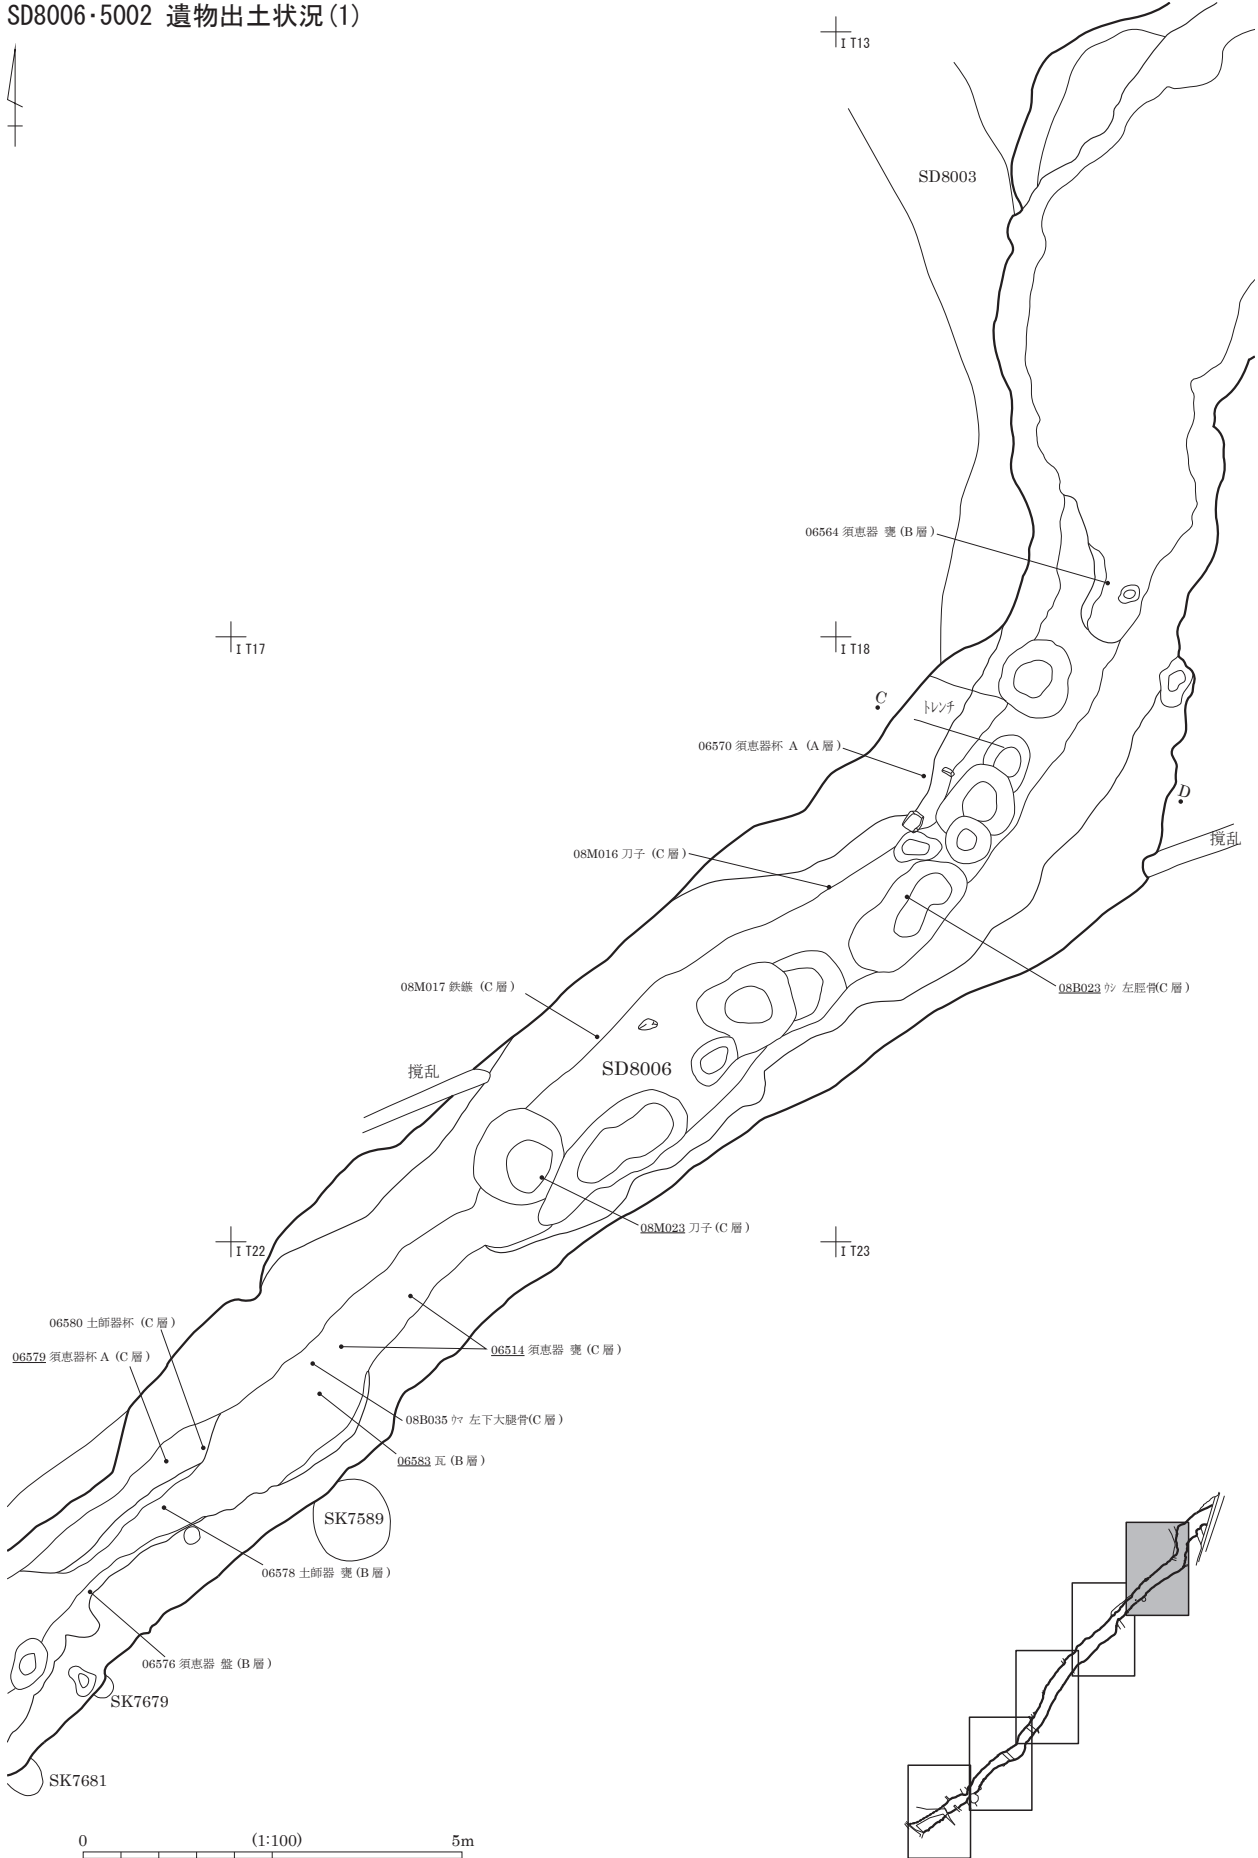 SD8006・5002 遺物出土状況(1)
I T13
SD8003
06564 須恵器 甕 (B 層)
I T17
I T18
C
トレンチ
06570 須恵器杯 A (A 層)
D
撹乱
08M016 刀子 (C 層)
08M017 鉄鏃 (C 層)
08B023 ウシ 左脛骨(C 層)
SD8006
撹乱
08M023 刀子 (C 層)
I T22
I T23
06580 土師器杯 (C 層)
06579 須恵器杯 A (C 層)
06514 須恵器 甕 (C 層)
08B035 ウマ 左下大腿骨(C 層)
06583 瓦 (B 層)
SK7589
06578 土師器 甕 (B 層)
06576 須恵器 盤 (B 層)
SK7679
SK7681
0 (1:100) 5m